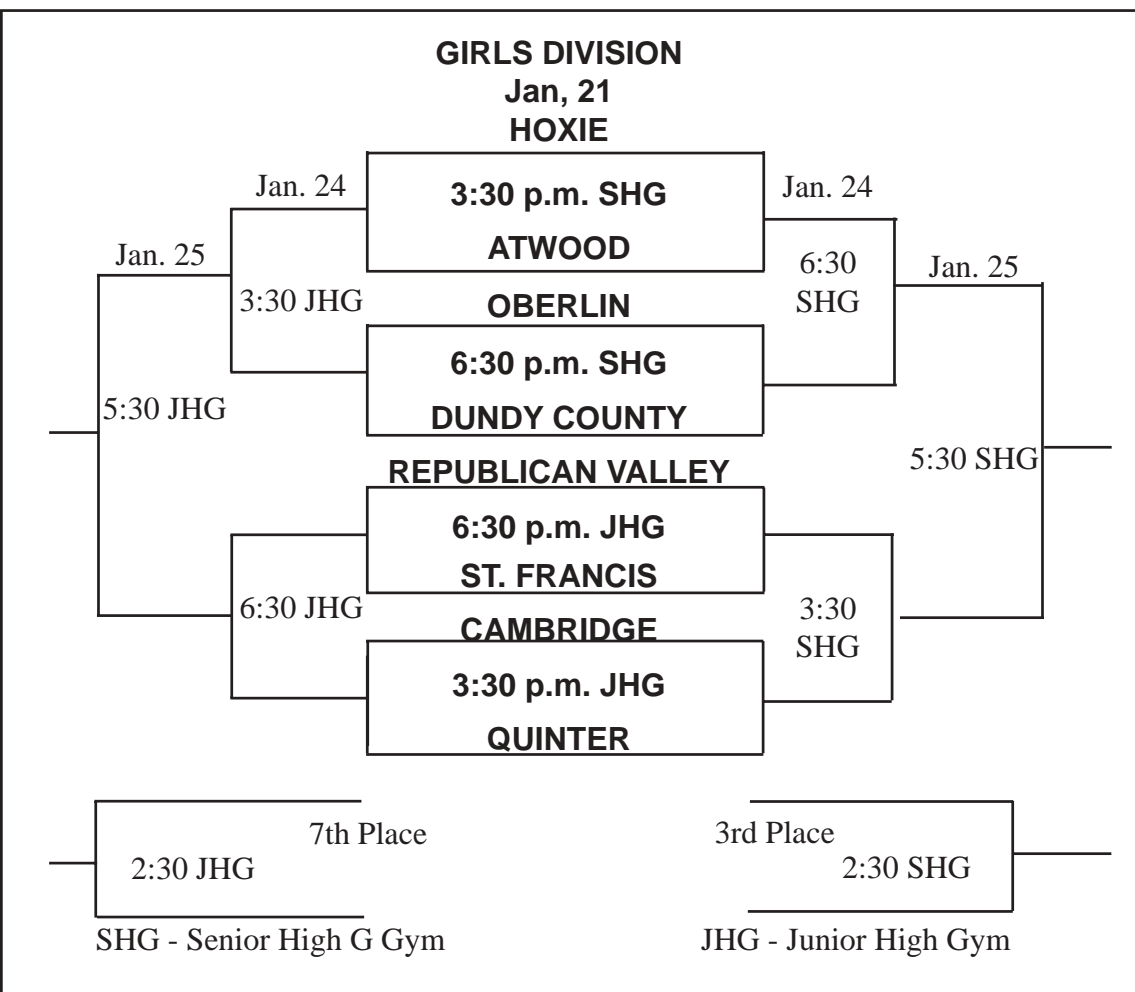 GIRLS DIVISION
Jan, 21
HOXIE
Jan. 24
3:30 p.m. SHG
Jan. 24
ATWOOD
Jan. 25
6:30
SHG
Jan. 25
3:30 JHG
OBERLIN
6:30 p.m. SHG
5:30 JHG
DUNDY COUNTY
5:30 SHG
REPUBLICAN VALLEY
6:30 p.m. JHG
ST. FRANCIS
6:30 JHG
3:30
SHG
CAMBRIDGE
3:30 p.m. JHG
QUINTER
7th Place
2:30 JHG
3rd Place
2:30 SHG
SHG - Senior High G Gym
JHG - Junior High Gym